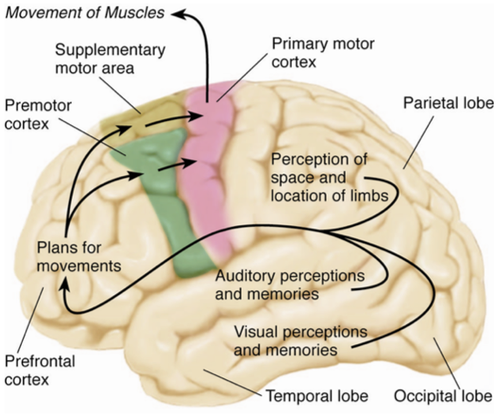 Movement of Muscles
Supplementary
motor area
Primary motor
cortex
Premotor
cortex
Parietal lobe
Perception of
space and
location of limbs
Plans for
movements
Auditory perceptions
and memories
Visual perceptions
and memories
Prefrontal
cortex
Temporal lobe
Occipital lobe